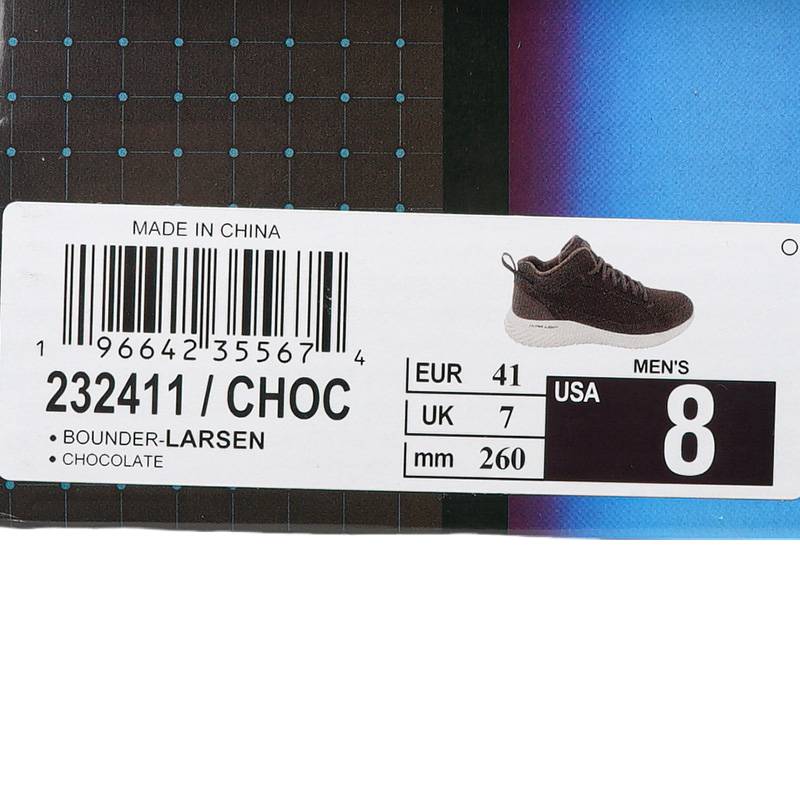 MADE IN CHINA
1 96642 35567 4
232411 / CHOC
• BOUNDER-LARSEN
• CHOCOLATE
EUR 41
UK 7
mm 260
MEN'S
USA 8